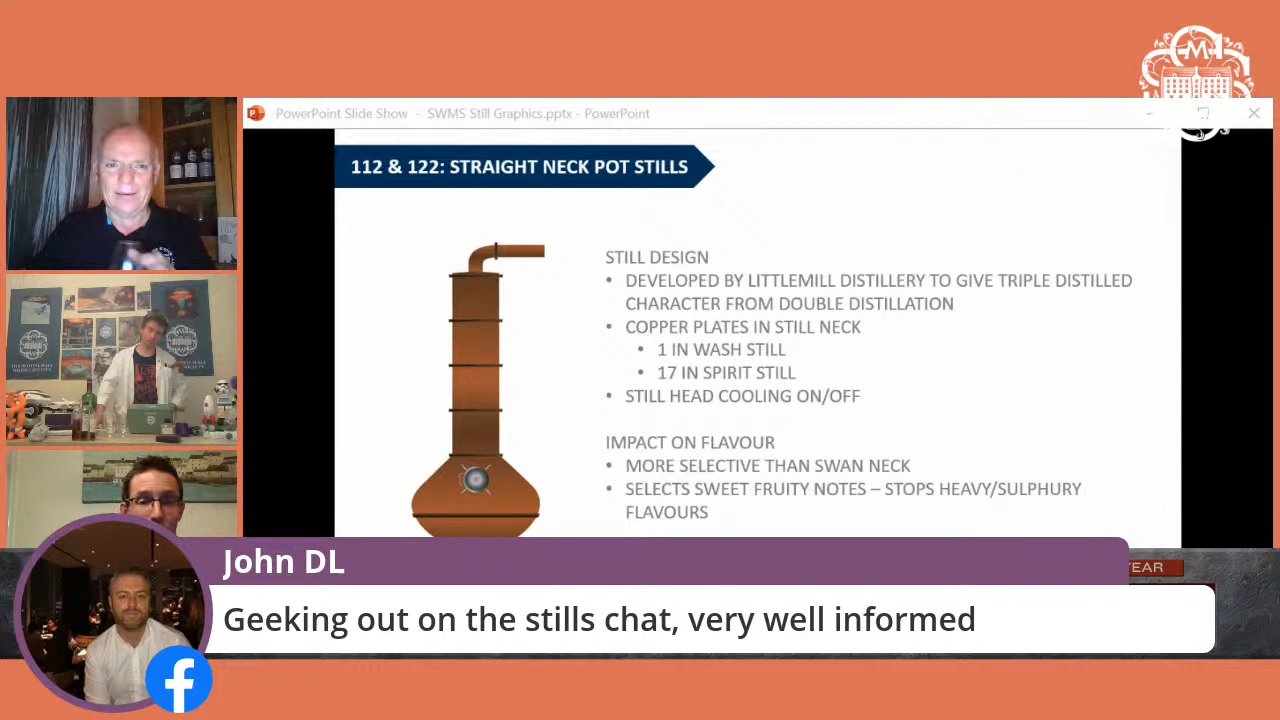 M
PowerPoint Slide Show - SWMS Still Graphics.pptx - PowerPoint
112 & 122: STRAIGHT NECK POT STILLS
STILL DESIGN
• DEVELOPED BY LITTLEMILL DISTILLERY TO GIVE TRIPLE DISTILLED
CHARACTER FROM DOUBLE DISTILLATION
• COPPER PLATES IN STILL NECK
• 1 IN WASH STILL
• 17 IN SPIRIT STILL
• STILL HEAD COOLING ON/OFF
IMPACT ON FLAVOUR
• MORE SELECTIVE THAN SWAN NECK
• SELECTS SWEET FRUITY NOTES – STOPS HEAVY/SULPHURY
FLAVOURS
John DL
YEAR
Geeking out on the stills chat, very well informed